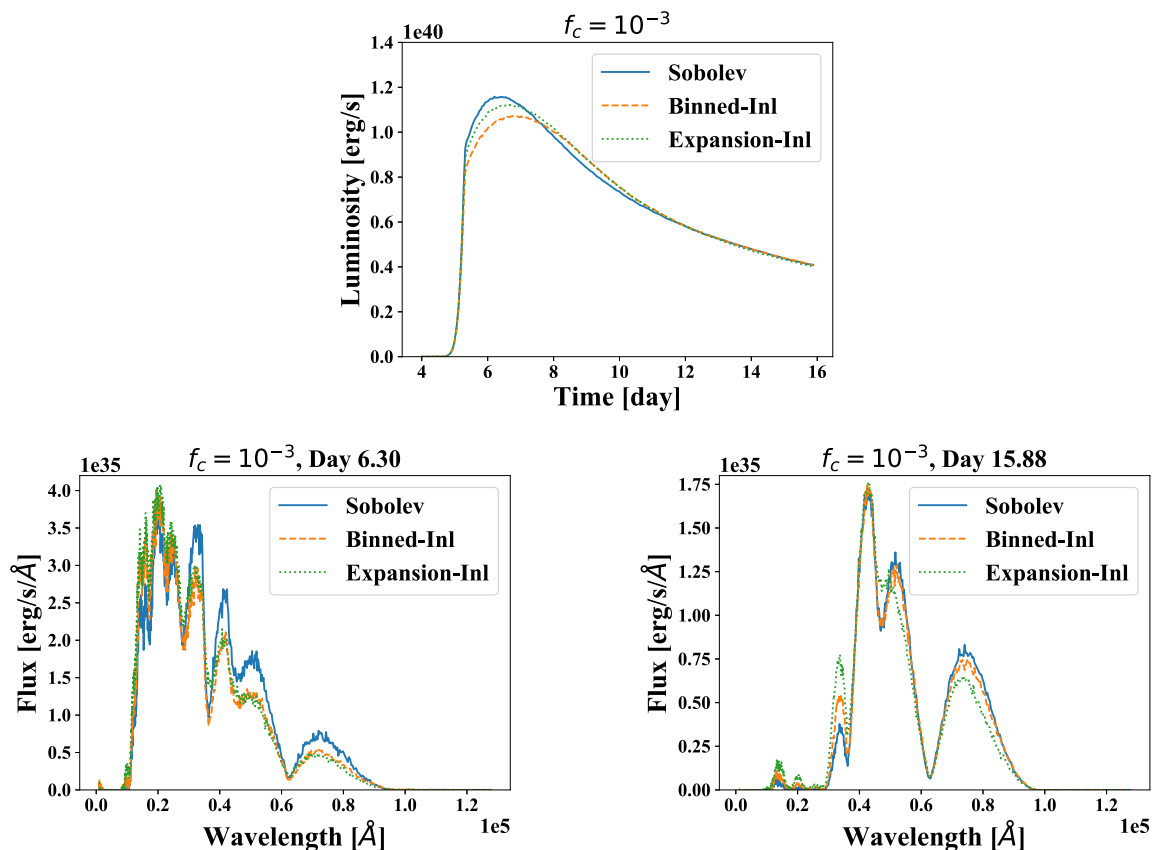 f_c = 10^{-3}
1e40
Luminosity [erg/s]
1.4
1.2
1.0
0.8
0.6
0.4
0.2
0.0
Sobolev
Binned-Inl
Expansion-Inl
4 6 8 10 12 14 16
Time [day]
f_c = 10^{-3}, Day 6.30
1e35
Flux [erg/s/Å]
4.0
3.5
3.0
2.5
2.0
1.5
1.0
0.5
0.0
Sobolev
Binned-Inl
Expansion-Inl
0.0 0.2 0.4 0.6 0.8 1.0 1.2
1e5
Wavelength [Å]
f_c = 10^{-3}, Day 15.88
1e35
Flux [erg/s/Å]
1.75
1.50
1.25
1.00
0.75
0.50
0.25
0.00
Sobolev
Binned-Inl
Expansion-Inl
0.0 0.2 0.4 0.6 0.8 1.0 1.2
1e5
Wavelength [Å]